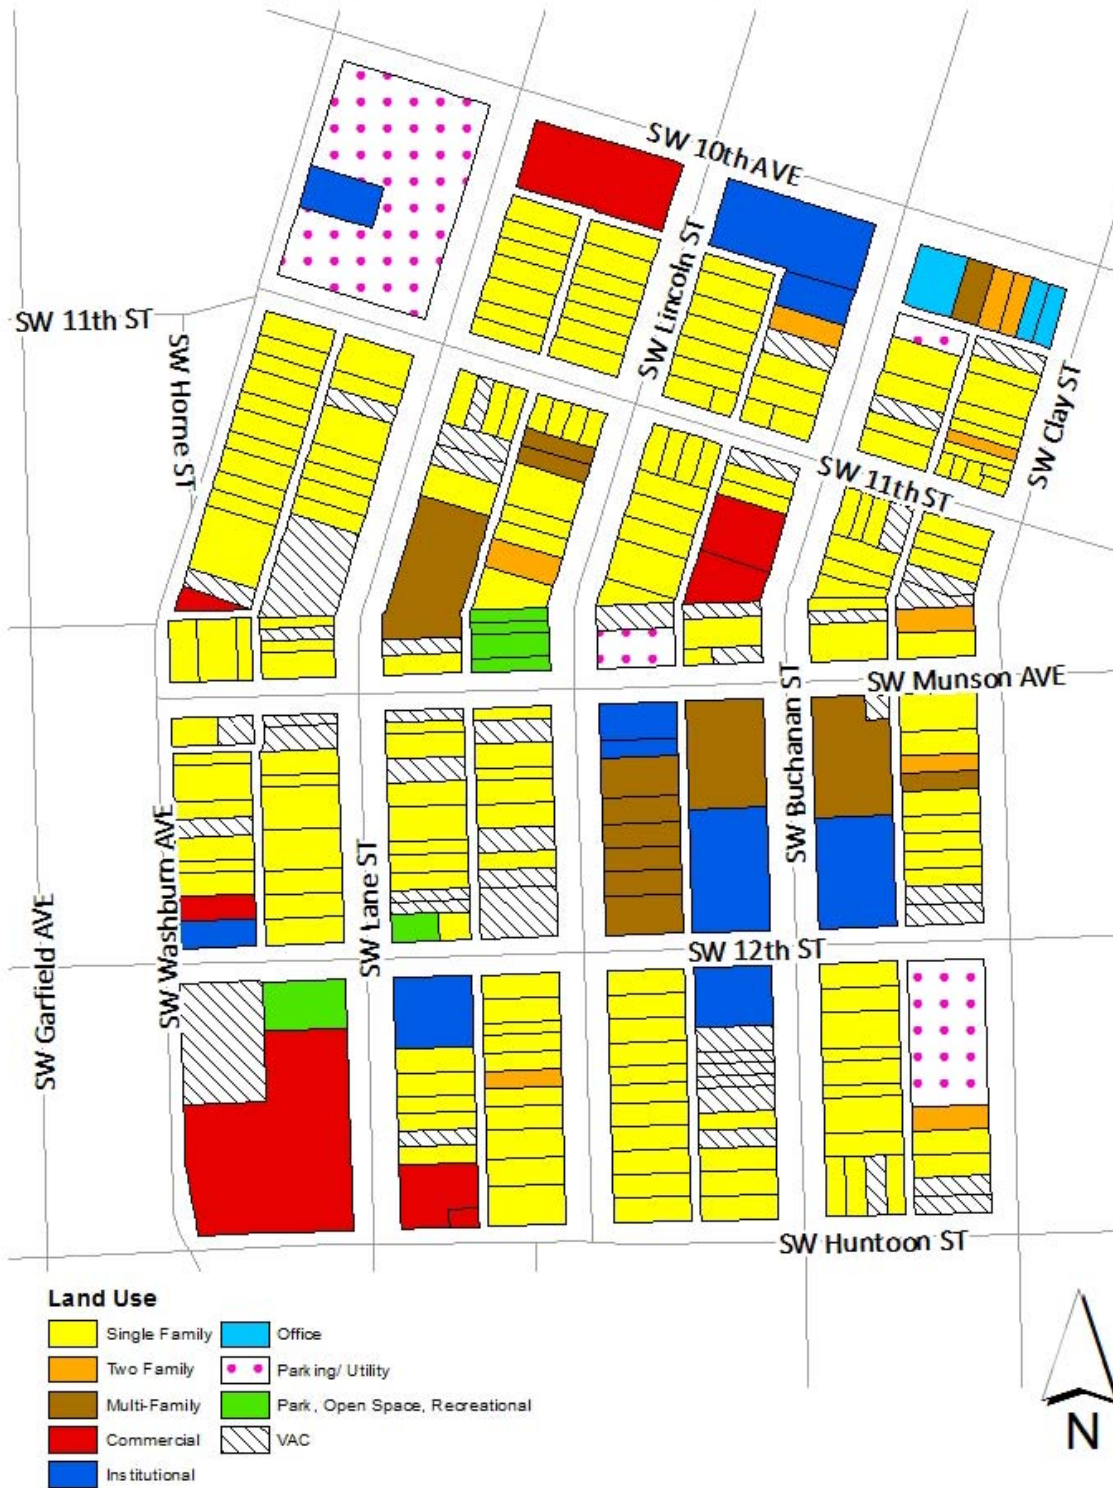 SW 10th AVE
SW 11th ST
SW Horne ST
SW Lincoln ST
SW Clay ST
SW 11th ST
SW Munson AVE
SW Buchanan ST
SW Washburn AVE
SW Lane ST
SW Garfield AVE
SW 12th ST
SW Huntoon ST
Land Use
Single Family
Two Family
Multi-Family
Commercial
Institutional
Office
Parking/ Utility
Park, Open Space, Recreational
VAC
N